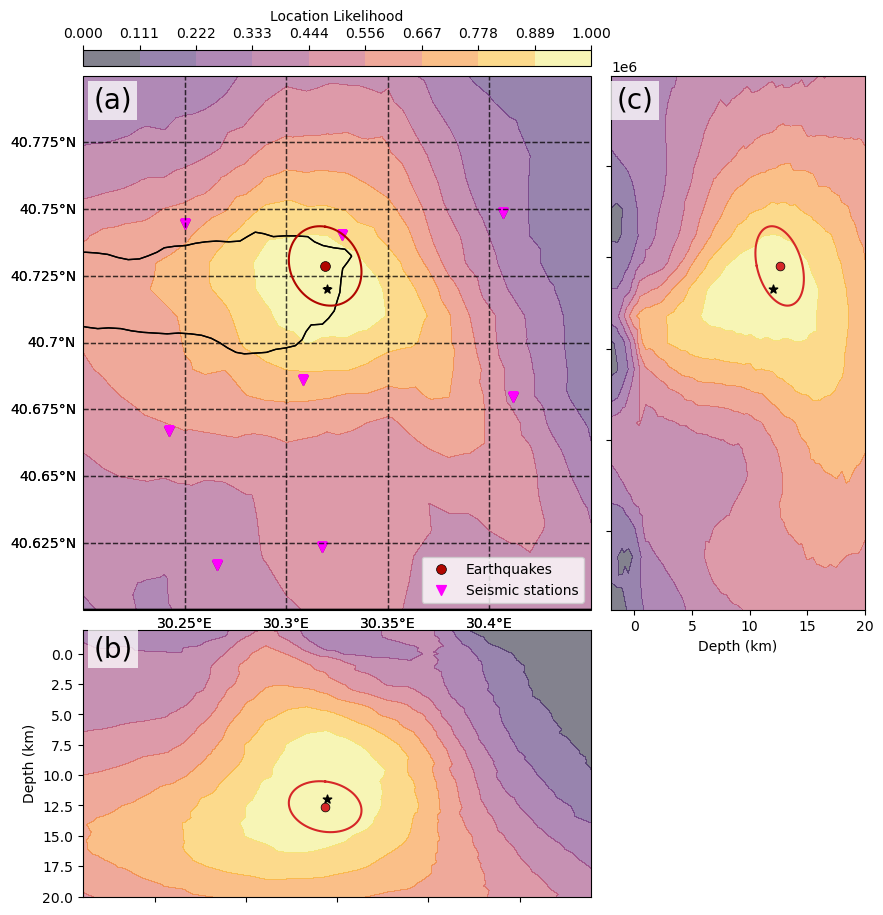 Location Likelihood
0.000 0.111 0.222 0.333 0.444 0.556 0.667 0.778 0.889 1.000
1e6
(a)
(c)
40.775°N
40.75°N
40.725°N
40.7°N
40.675°N
40.65°N
40.625°N
Earthquakes
Seismic stations
30.25°E 30.3°E 30.35°E 30.4°E
0 5 10 15 20
Depth (km)
(b)
0.0
2.5
5.0
7.5
10.0
12.5
15.0
17.5
20.0
Depth (km)